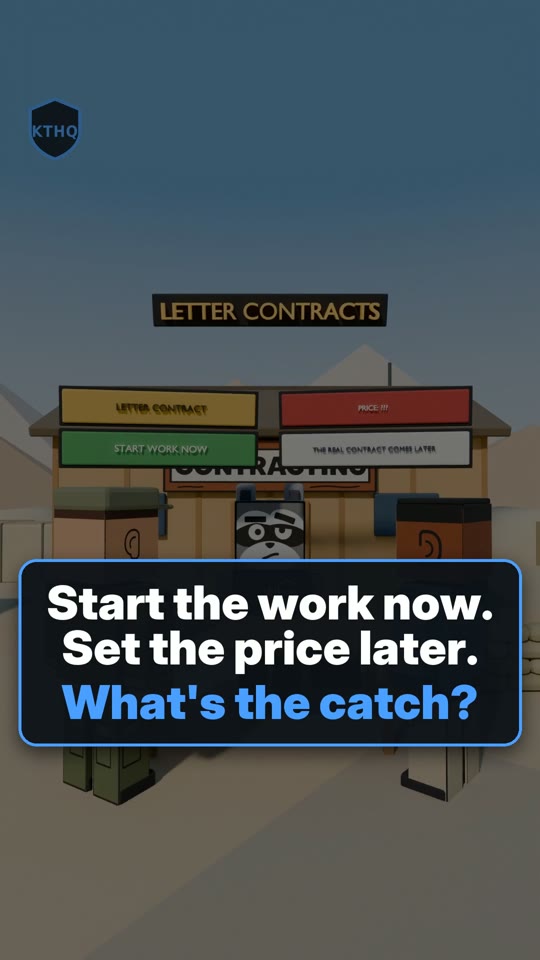 KTHQ
LETTER CONTRACTS
LETTER CONTRACT
PRICE: ???
START WORK NOW
THE REAL CONTRACT COMES LATER
CONTRACTING
Start the work now.
Set the price later.
What's the catch?